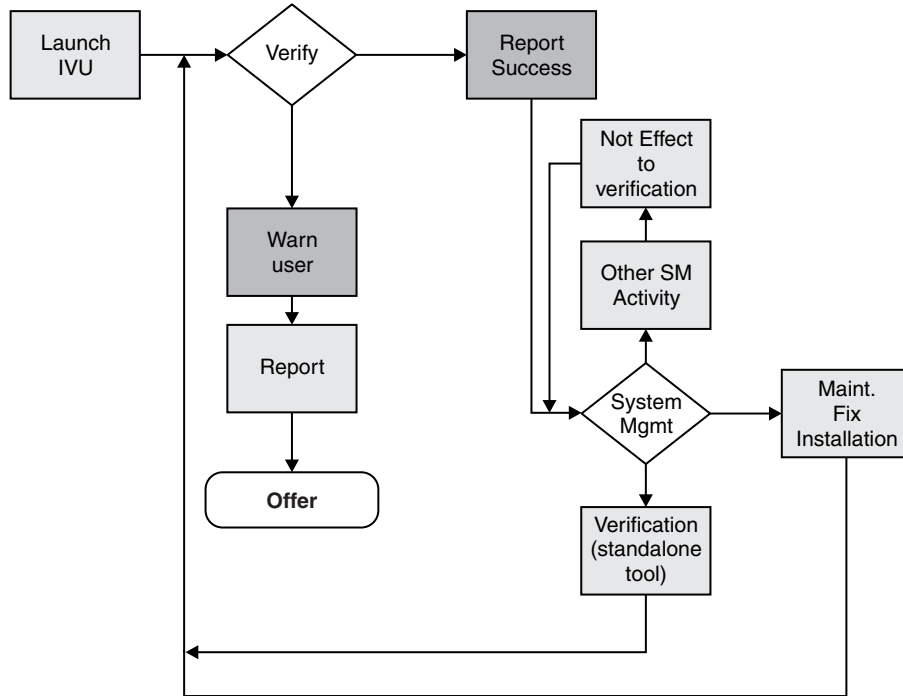 Launch
IVU
Verify
Report
Success
Not Effect
to
verification
Warn
user
Other SM
Activity
Report
System
Mgmt
Maint.
Fix
Installation
Offer
Verification
(standalone
tool)